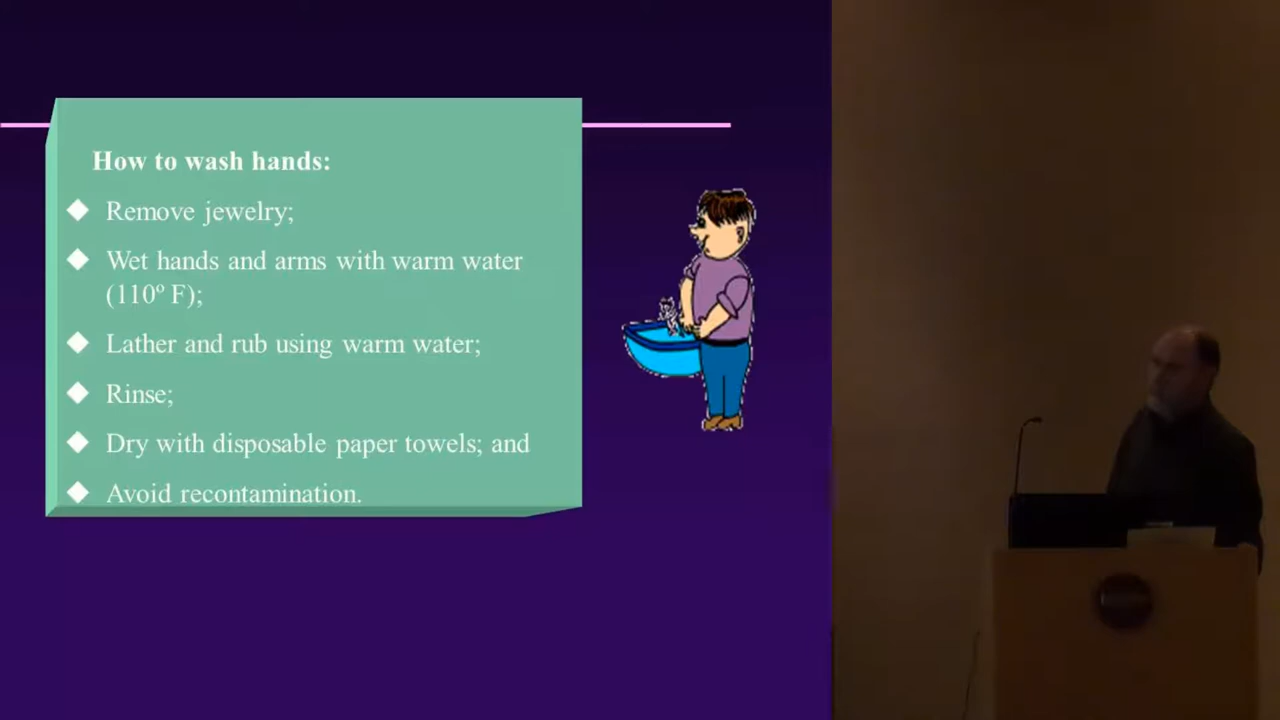 How to wash hands:
Remove jewelry;
Wet hands and arms with warm water
(110º F);
Lather and rub using warm water;
Rinse;
Dry with disposable paper towels; and
Avoid recontamination.